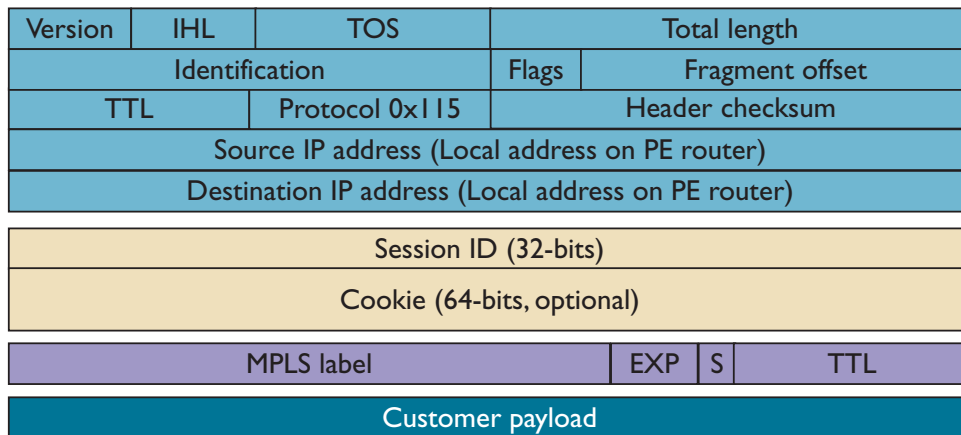 Version IHL TOS Total length
Identification Flags Fragment offset
TTL Protocol 0x115 Header checksum
Source IP address (Local address on PE router)
Destination IP address (Local address on PE router)
Session ID (32-bits)
Cookie (64-bits, optional)
MPLS label EXP S TTL
Customer payload